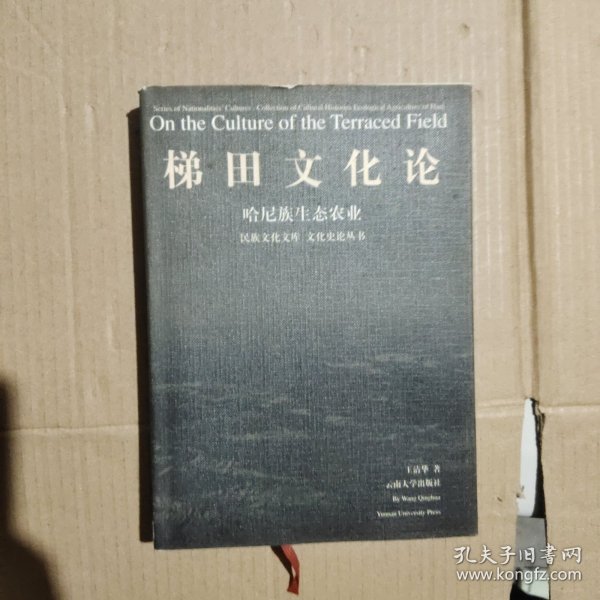 Series of Nationalities' Cultures · Collection of Cultural Histories Ecological Agriculture of Hani
On the Culture of the Terraced Field
梯田文化论
哈尼族生态农业
民族文化文库 文化史论丛书
王清华 著
云南大学出版社
By Wang Qinghua
Yunnan University Press
孔夫子旧书网
www.kongfz.com